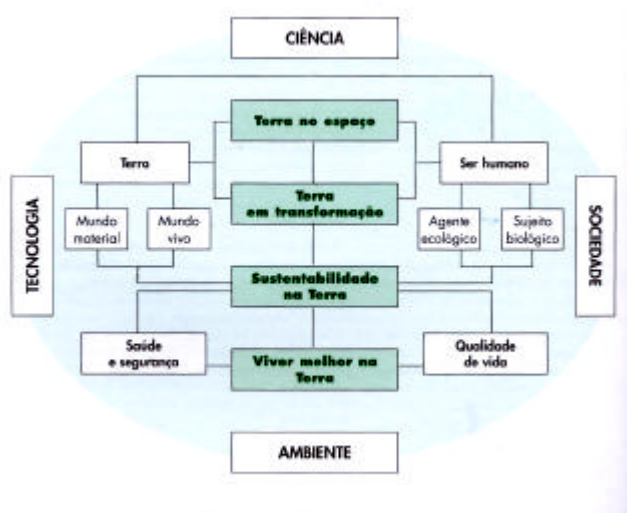 CIÊNCIA
Terra no espaço
Terra
Ser humano
Terra
em transformação
TECNOLOGIA
SOCIEDADE
Mundo
material
Mundo
vivo
Agente
ecológico
Sujeito
biológico
Sustentabilidade
na Terra
Saúde
e segurança
Viver melhor na
Terra
Qualidade
de vida
AMBIENTE